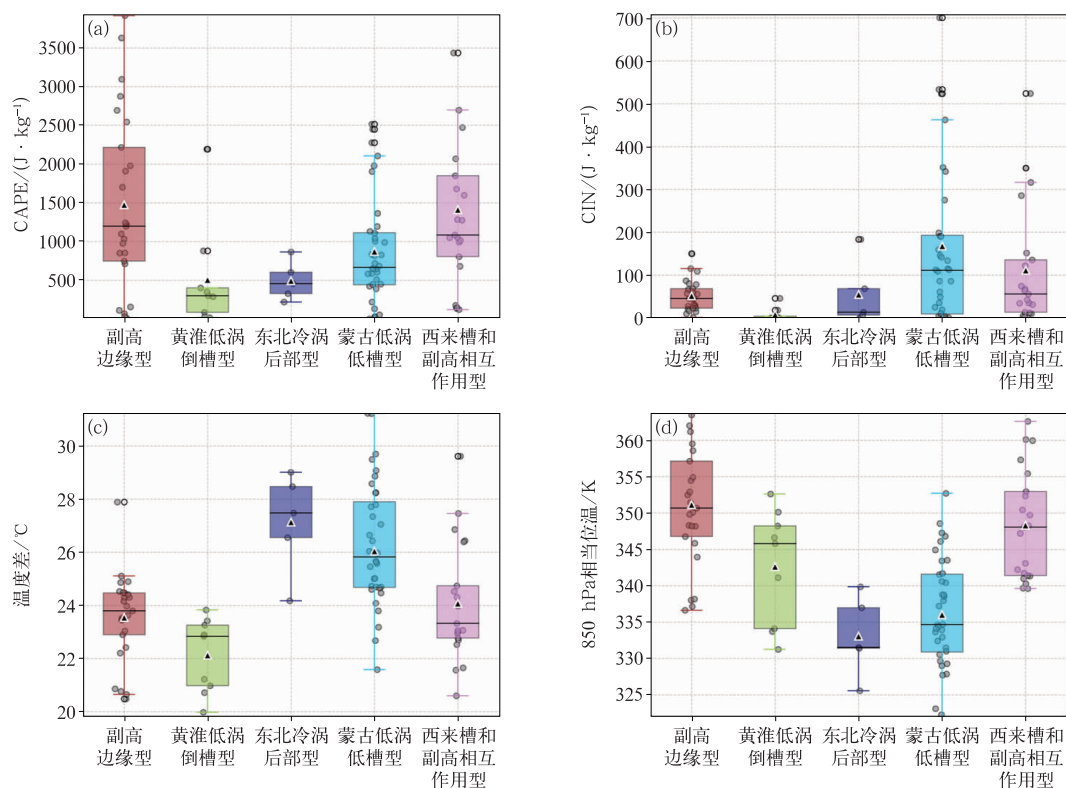 (a)
CAPE/(J · kg⁻¹)
3500
3000
2500
2000
1500
1000
500
副高
边缘型
黄淮低涡
倒槽型
东北冷涡
后部型
蒙古低涡
低槽型
西来槽和
副高相互
作用型
(b)
CIN/(J · kg⁻¹)
700
600
500
400
300
200
100
0
副高
边缘型
黄淮低涡
倒槽型
东北冷涡
后部型
蒙古低涡
低槽型
西来槽和
副高相互
作用型
(c)
温度差/℃
30
28
26
24
22
20
副高
边缘型
黄淮低涡
倒槽型
东北冷涡
后部型
蒙古低涡
低槽型
西来槽和
副高相互
作用型
(d)
850 hPa相当位温/K
360
355
350
345
340
335
330
325
副高
边缘型
黄淮低涡
倒槽型
东北冷涡
后部型
蒙古低涡
低槽型
西来槽和
副高相互
作用型